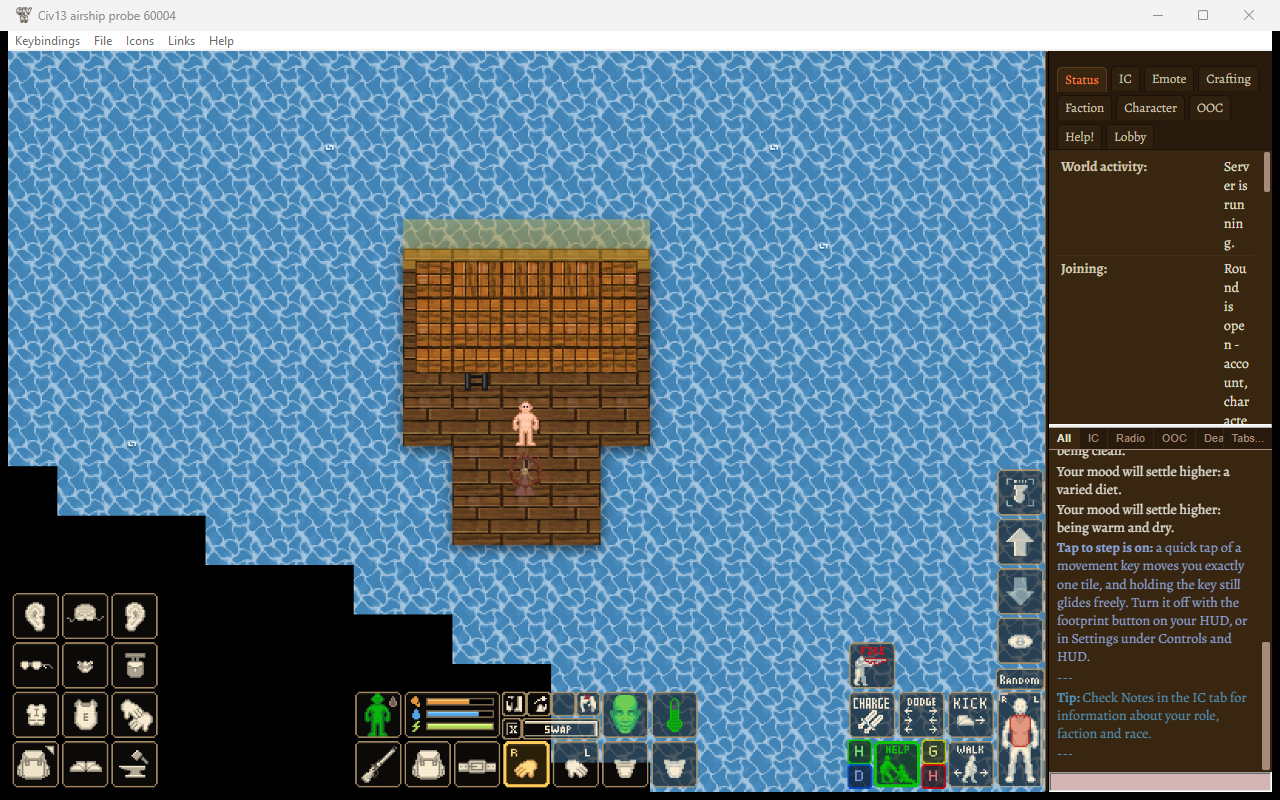 Civ13 airship probe 60004
Keybindings File Icons Links Help
Status IC Emote Crafting
Faction Character OOC
Help! Lobby
World activity: Serv
er is
run
nin
g.
Joining: Rou
nd
is
ope
n -
acco
unt,
char
acte
All IC Radio OOC Dea Tabs...
being clean.
Your mood will settle higher: a
varied diet.
Your mood will settle higher:
being warm and dry.
Tap to step is on: a quick tap of a
movement key moves you exactly
one tile, and holding the key still
glides freely. Turn it off with the
footprint button on your HUD, or
in Settings under Controls and
HUD.
---
Tip: Check Notes in the IC tab for
information about your role,
faction and race.
---
FIRE
Random
CHARGE DODGE KICK
R L
X SWAP
E
R L
H HELP G WALK
D H